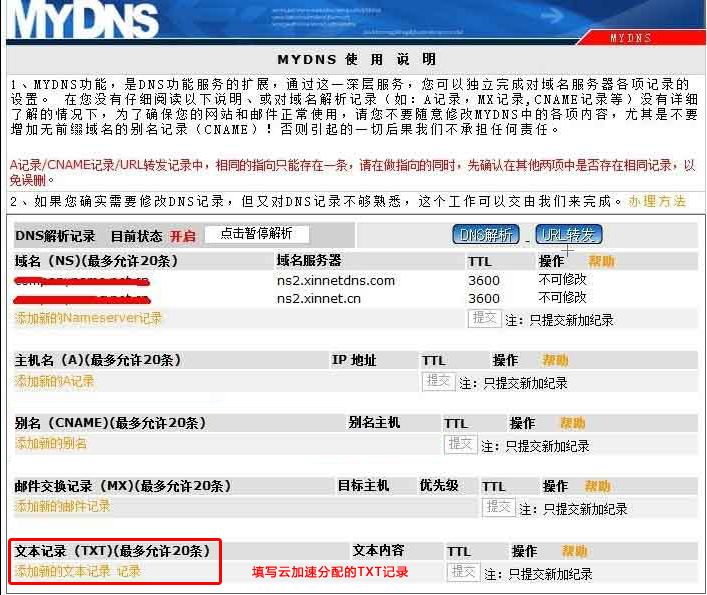 MYDNS
MYDNS
MYDNS 使 用 说 明
1、MYDNS功能，是DNS功能服务的扩展，通过这一深层服务，您可以独立完成对域名服务器各项记录的
设置。 在您没有仔细阅读以下说明、或对域名解析记录（如：A记录，MX记录,CNAME记录等）没有详细
了解的情况下，为了确保您的网站和邮件正常使用，请您不要随意修改MYDNS中的各项内容，尤其是不要
增加无前缀域名的别名记录（CNAME）！否则引起的一切后果我们不承担任何责任。
A记录/CNAME记录/URL转发记录中，相同的指向只能存在一条，请在做指向的同时，先确认在其他两项中是否存在相同记录，以
免误删。
2、如果您确实需要修改DNS记录，但又对DNS记录不够熟悉，这个工作可以交由我们来完成。办理方法
DNS解析记录 目前状态 开启 点击暂停解析 DNS解析 - URL转发
域名（NS)(最多允许20条） 域名服务器 TTL 操作 帮助
ns2.xinnetdns.com 3600 不可修改
ns2.xinnet.cn 3600 不可修改
添加新的Nameserver记录 提交 注：只提交新加纪录
主机名（A)(最多允许20条） IP 地址 TTL 操作 帮助
添加新的A记录 提交 注：只提交新加纪录
别名（CNAME)(最多允许20条） 别名主机 TTL 操作 帮助
添加新的别名 提交 注：只提交新加纪录
邮件交换记录（MX)(最多允许20条） 目标主机 优先级 TTL 操作 帮助
添加新的邮件记录 提交 注：只提交新加纪录
文本记录（TXT)(最多允许20条） 文本内容 TTL 操作 帮助
添加新的文本记录 记录 填写云加速分配的TXT记录 提交 注：只提交新加纪录